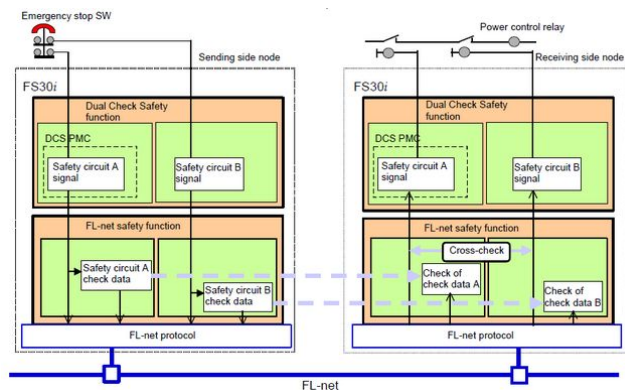 Emergency stop SW
Sending side node
FS30i
Dual Check Safety
function
DCS PMC
Safety circuit A
signal
Safety circuit B
signal
FL-net safety function
Safety circuit A
check data
Safety circuit B
check data
FL-net protocol
Power control relay
Receiving side node
FS30i
Dual Check Safety
function
DCS PMC
Safety circuit A
signal
Safety circuit B
signal
FL-net safety function
Cross-check
Check of
check data A
Check of
check data B
FL-net protocol
FL-net